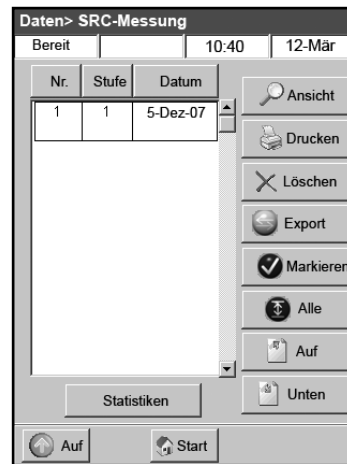 Daten> SRC-Messung
Bereit 10:40 12-Mär
Nr. Stufe Datum
1 1 5-Dez-07
Ansicht
Drucken
Löschen
Export
Markieren
Alle
Auf
Unten
Statistiken
Auf Start